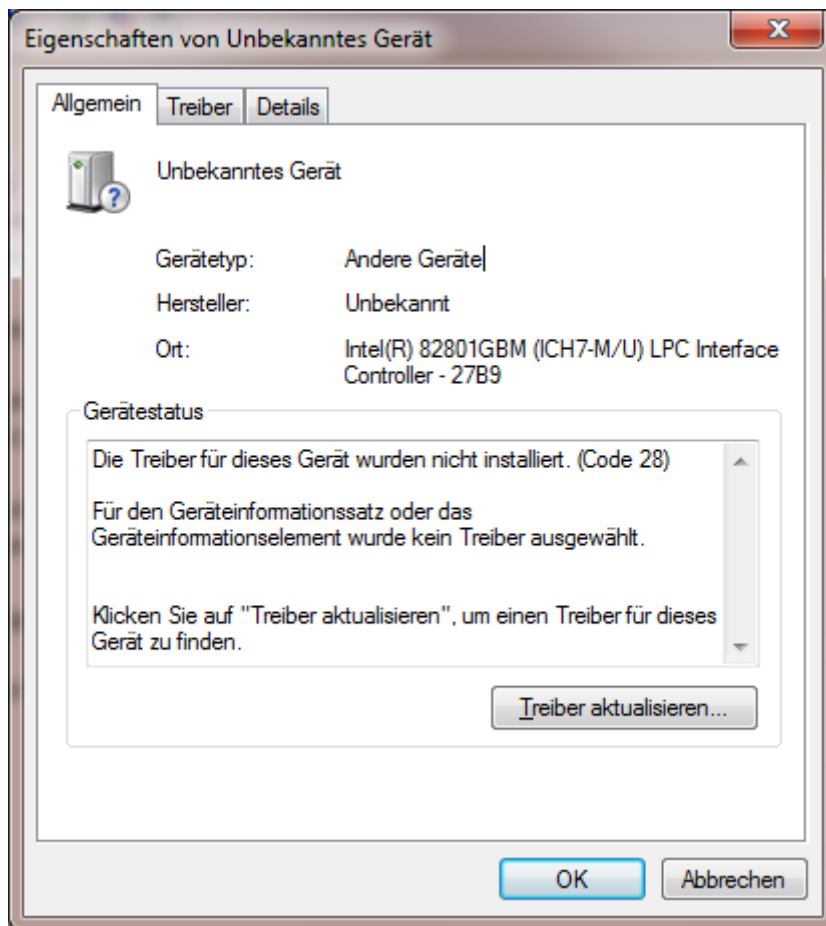 Eigenschaften von Unbekanntes Gerät
Allgemein
Treiber
Details
Unbekanntes Gerät
Gerätetyp: Andere Geräte
Hersteller: Unbekannt
Ort: Intel(R) 82801GBM (ICH7-M/U) LPC Interface
Controller - 27B9
Gerätestatus
Die Treiber für dieses Gerät wurden nicht installiert. (Code 28)
Für den Geräteinformationssatz oder das
Geräteinformationselement wurde kein Treiber ausgewählt.
Klicken Sie auf "Treiber aktualisieren", um einen Treiber für dieses
Gerät zu finden.
Treiber aktualisieren...
OK
Abbrechen